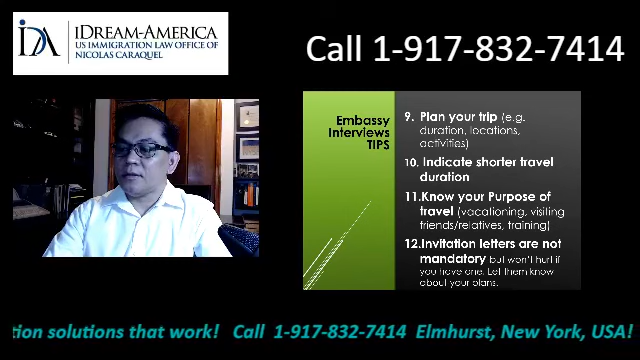 iDA
iDREAM-AMERICA
US IMMIGRATION LAW OFFICE OF
NICOLAS CARAQUEL
Call 1-917-832-7414
Embassy
Interviews
TIPS
9. Plan your trip (e.g.
duration, locations,
activities)
10. Indicate shorter travel
duration
11.Know your Purpose of
travel (vacationing, visiting
friends/relatives, training)
12.Invitation letters are not
mandatory but won't hurt if
you have one. Let them know
about your plans.
tion solutions that work! Call 1-917-832-7414 Elmhurst, New York, USA!